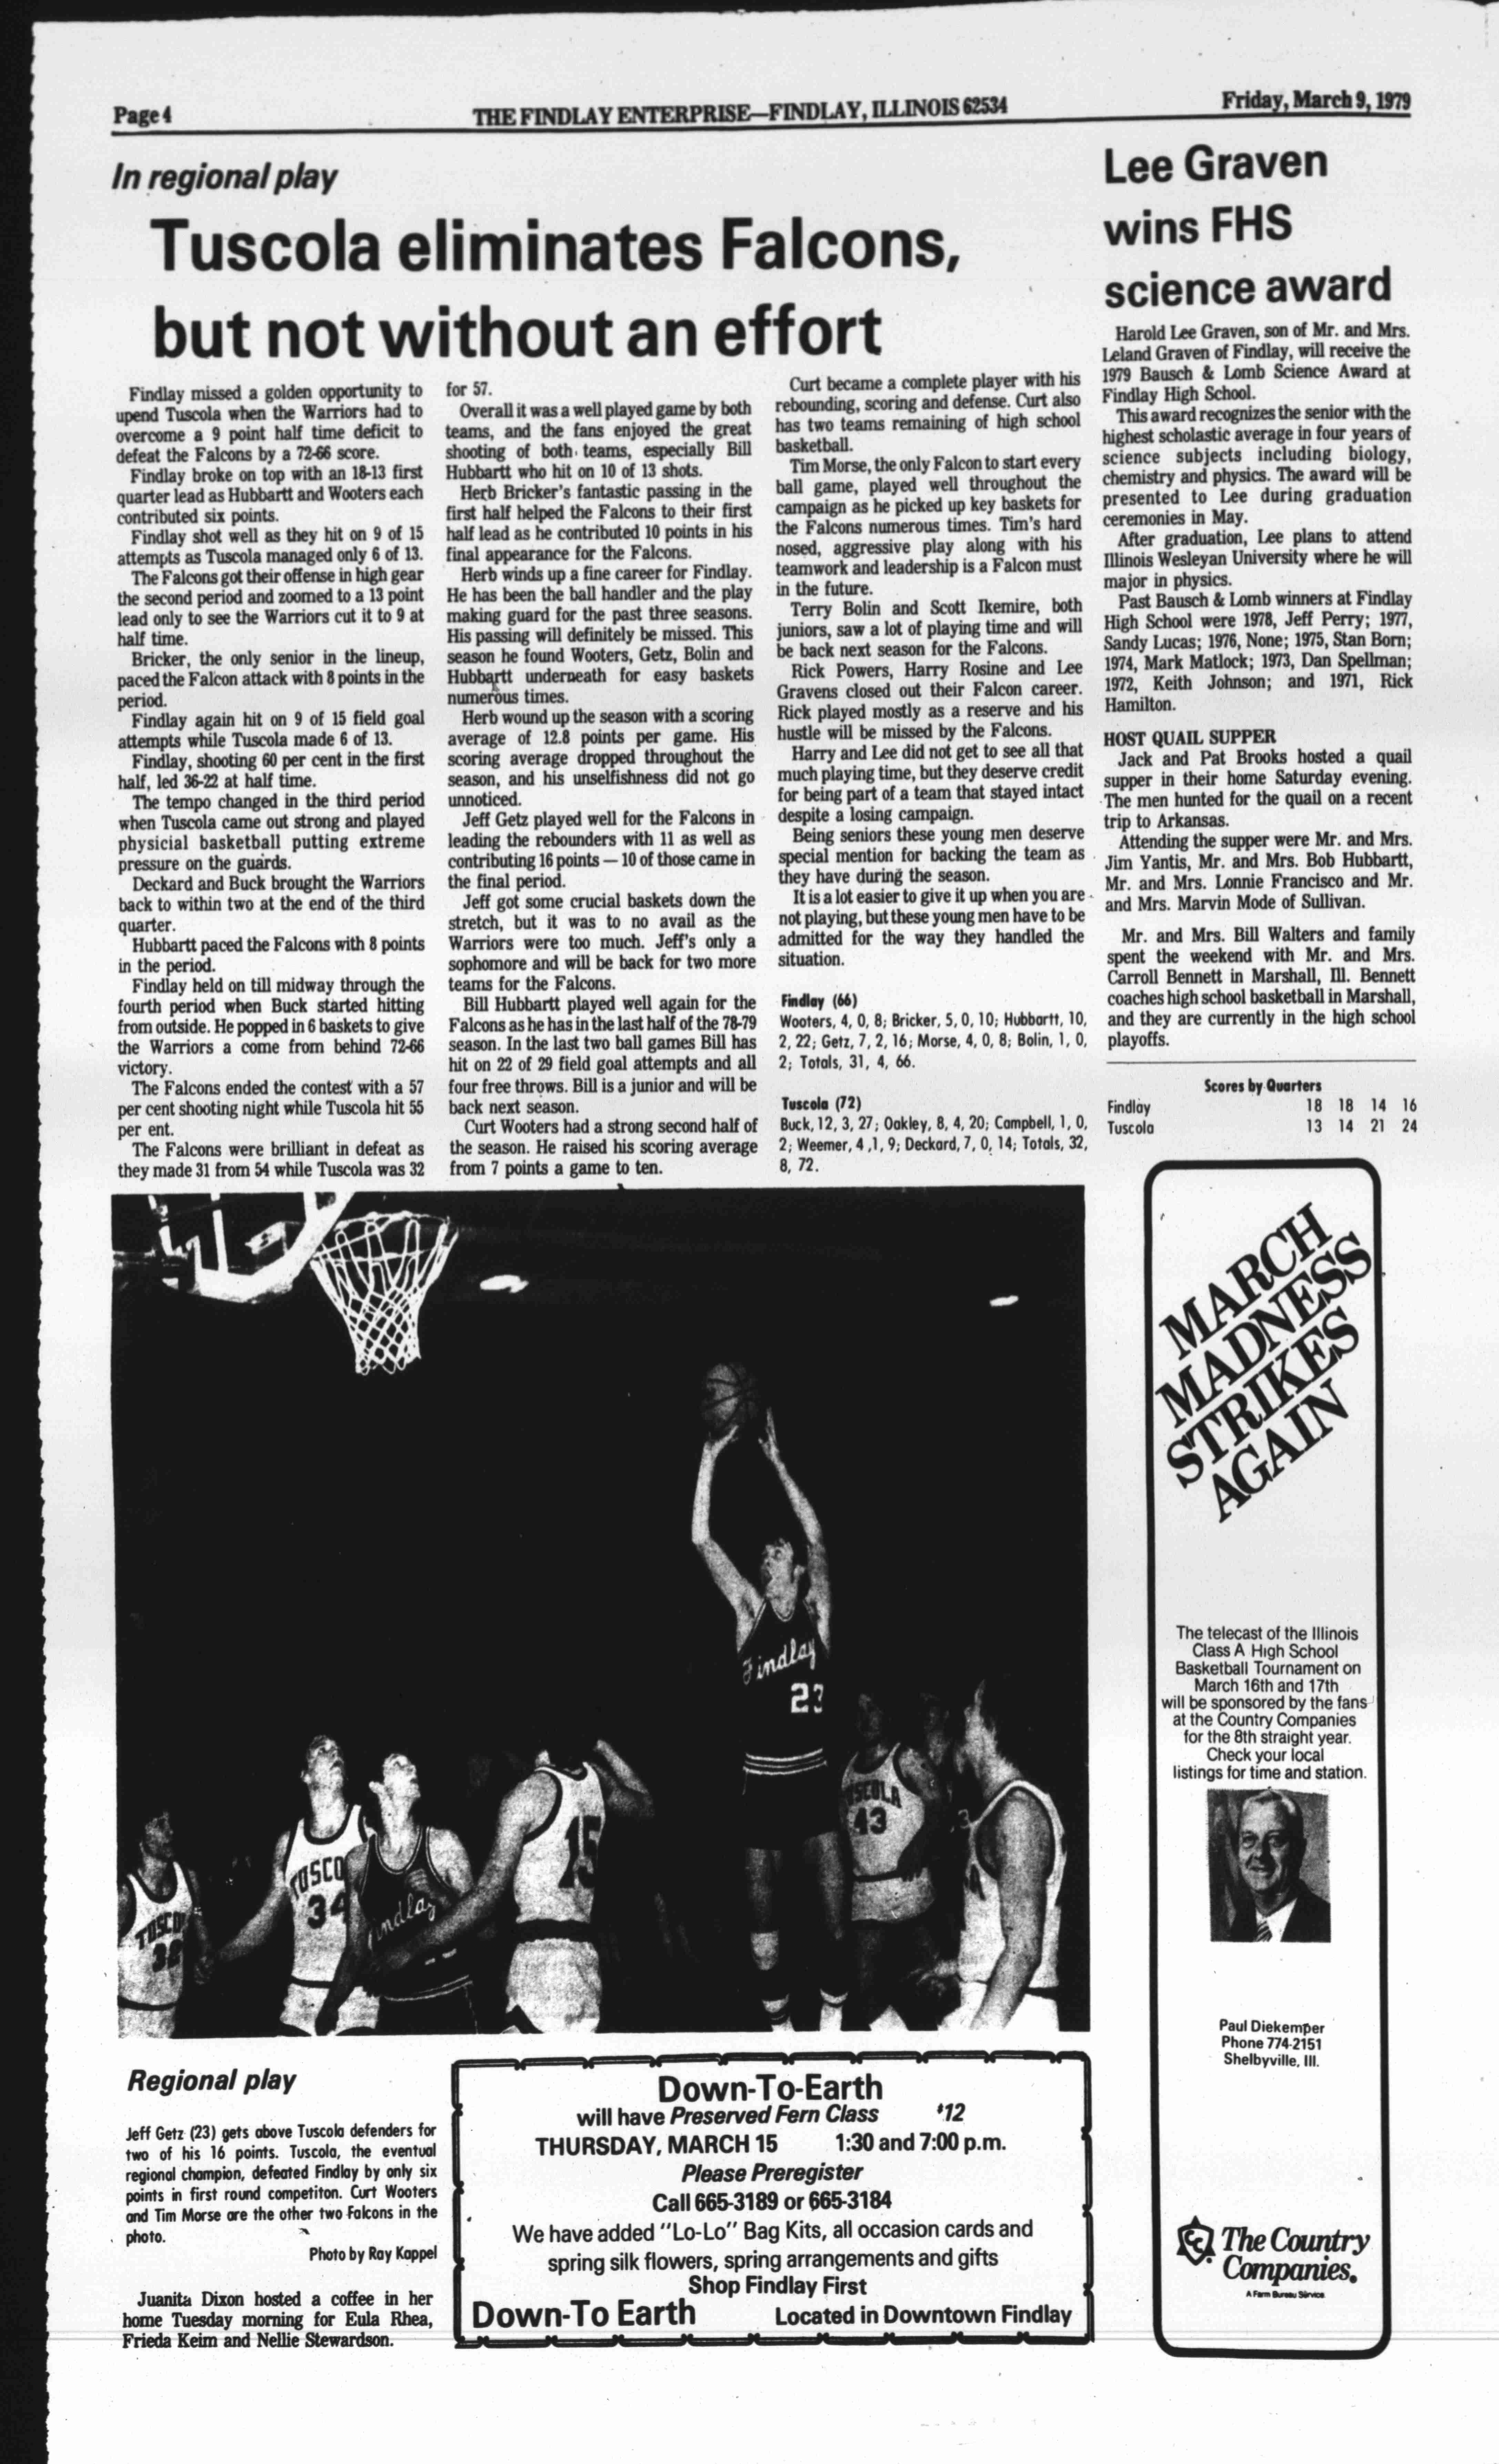 Page 4
THE FINDLAY ENTERPRISE—FINDLAY, ILLINOIS 62534
Friday, March 9, 1979
In regional play
Tuscola eliminates Falcons,
but not without an effort
Findlay missed a golden opportunity to
upend Tuscola when the Warriors had to
overcome a 9 point half time deficit to
defeat the Falcons by a 72-66 score.
Findlay broke on top with an 18-13 first
quarter lead as Hubbartt and Wooters each
contributed six points.
Findlay shot well as they hit on 9 of 15
attempts as Tuscola managed only 6 of 13.
The Falcons got their offense in high gear
the second period and zoomed to a 13 point
lead only to see the Warriors cut it to 9 at
half time.
Bricker, the only senior in the lineup,
paced the Falcon attack with 8 points in the
period.
Findlay again hit on 9 of 15 field goal
attempts while Tuscola made 6 of 13.
Findlay, shooting 60 per cent in the first
half, led 36-22 at half time.
The tempo changed in the third period
when Tuscola came out strong and played
physicial basketball putting extreme
pressure on the guards.
Deckard and Buck brought the Warriors
back to within two at the end of the third
quarter.
Hubbartt paced the Falcons with 8 points
in the period.
Findlay held on till midway through the
fourth period when Buck started hitting
from outside. He popped in 6 baskets to give
the Warriors a come from behind 72-66
victory.
The Falcons ended the contest with a 57
per cent shooting night while Tuscola hit 55
per ent.
The Falcons were brilliant in defeat as
they made 31 from 54 while Tuscola was 32
for 57.
Overall it was a well played game by both
teams, and the fans enjoyed the great
shooting of both teams, especially Bill
Hubbartt who hit on 10 of 13 shots.
Herb Bricker's fantastic passing in the
first half helped the Falcons to their first
half lead as he contributed 10 points in his
final appearance for the Falcons.
Herb winds up a fine career for Findlay.
He has been the ball handler and the play
making guard for the past three seasons.
His passing will definitely be missed. This
season he found Wooters, Getz, Bolin and
Hubbartt underneath for easy baskets
numerous times.
Herb wound up the season with a scoring
average of 12.8 points per game. His
scoring average dropped throughout the
season, and his unselfishness did not go
unnoticed.
Jeff Getz played well for the Falcons in
leading the rebounders with 11 as well as
contributing 16 points — 10 of those came in
the final period.
Jeff got some crucial baskets down the
stretch, but it was to no avail as the
Warriors were too much. Jeff's only a
sophomore and will be back for two more
teams for the Falcons.
Bill Hubbartt played well again for the
Falcons as he has in the last half of the 78-79
season. In the last two ball games Bill has
hit on 22 of 29 field goal attempts and all
four free throws. Bill is a junior and will be
back next season.
Curt Wooters had a strong second half of
the season. He raised his scoring average
from 7 points a game to ten.
Curt became a complete player with his
rebounding, scoring and defense. Curt also
has two teams remaining of high school
basketball.
Tim Morse, the only Falcon to start every
ball game, played well throughout the
campaign as he picked up key baskets for
the Falcons numerous times. Tim's hard
nosed, aggressive play along with his
teamwork and leadership is a Falcon must
in the future.
Terry Bolin and Scott Ikemire, both
juniors, saw a lot of playing time and will
be back next season for the Falcons.
Rick Powers, Harry Rosine and Lee
Gravens closed out their Falcon career.
Rick played mostly as a reserve and his
hustle will be missed by the Falcons.
Harry and Lee did not get to see all that
much playing time, but they deserve credit
for being part of a team that stayed intact
despite a losing campaign.
Being seniors these young men deserve
special mention for backing the team as
they have during the season.
It is a lot easier to give it up when you are
not playing, but these young men have to be
admitted for the way they handled the
situation.
Findlay (66)
Wooters, 4, 0, 8; Bricker, 5, 0, 10; Hubbartt, 10,
2, 22; Getz, 7, 2, 16; Morse, 4, 0, 8; Bolin, 1, 0,
2; Totals, 31, 4, 66.
Tuscola (72)
Buck, 12, 3, 27; Oakley, 8, 4, 20; Campbell, 1, 0,
2; Weemer, 4 ,1, 9; Deckard, 7, 0, 14; Totals, 32,
8, 72.
Lee Graven
wins FHS
science award
Harold Lee Graven, son of Mr. and Mrs.
Leland Graven of Findlay, will receive the
1979 Bausch & Lomb Science Award at
Findlay High School.
This award recognizes the senior with the
highest scholastic average in four years of
science subjects including biology,
chemistry and physics. The award will be
presented to Lee during graduation
ceremonies in May.
After graduation, Lee plans to attend
Illinois Wesleyan University where he will
major in physics.
Past Bausch & Lomb winners at Findlay
High School were 1978, Jeff Perry; 1977,
Sandy Lucas; 1976, None; 1975, Stan Born;
1974, Mark Matlock; 1973, Dan Spellman;
1972, Keith Johnson; and 1971, Rick
Hamilton.
HOST QUAIL SUPPER
Jack and Pat Brooks hosted a quail
supper in their home Saturday evening.
The men hunted for the quail on a recent
trip to Arkansas.
Attending the supper were Mr. and Mrs.
Jim Yantis, Mr. and Mrs. Bob Hubbartt,
Mr. and Mrs. Lonnie Francisco and Mr.
and Mrs. Marvin Mode of Sullivan.
Mr. and Mrs. Bill Walters and family
spent the weekend with Mr. and Mrs.
Carroll Bennett in Marshall, Ill. Bennett
coaches high school basketball in Marshall,
and they are currently in the high school
playoffs.
Scores by Quarters
Findlay 18 18 14 16
Tuscola 13 14 21 24
Findlay
23
TUSCOLA
43
TUSCO
34
Findlay
15
TUSCO
Regional play
Jeff Getz (23) gets above Tuscola defenders for
two of his 16 points. Tuscola, the eventual
regional champion, defeated Findlay by only six
points in first round competiton. Curt Wooters
and Tim Morse are the other two Falcons in the
photo.
Photo by Ray Kappel
Juanita Dixon hosted a coffee in her
home Tuesday morning for Eula Rhea,
Frieda Keim and Nellie Stewardson.
Down-To-Earth
will have Preserved Fern Class $12
THURSDAY, MARCH 15 1:30 and 7:00 p.m.
Please Preregister
Call 665-3189 or 665-3184
We have added "Lo-Lo" Bag Kits, all occasion cards and
spring silk flowers, spring arrangements and gifts
Shop Findlay First
Down-To Earth Located in Downtown Findlay
MARCH
MADNESS
STRIKES
AGAIN
The telecast of the Illinois
Class A High School
Basketball Tournament on
March 16th and 17th
will be sponsored by the fans
at the Country Companies
for the 8th straight year.
Check your local
listings for time and station.
Paul Diekemper
Phone 774-2151
Shelbyville, Ill.
The Country
Companies.
A Farm Bureau Service